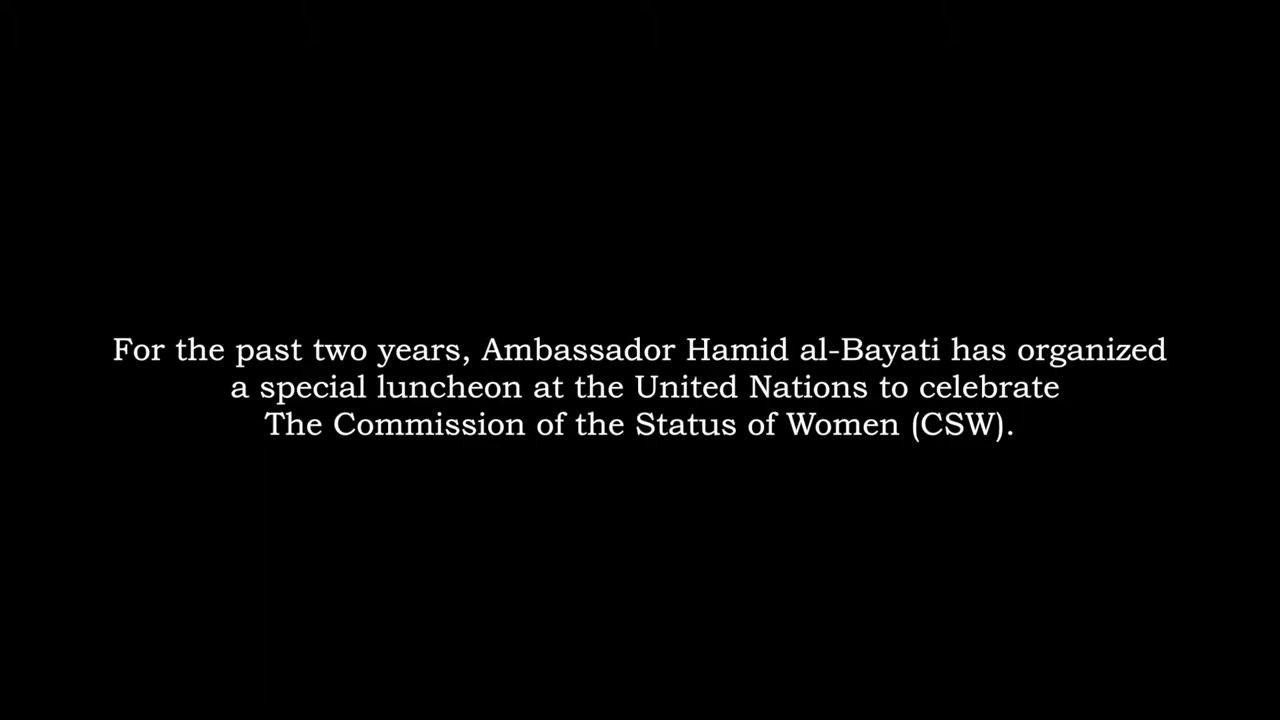 For the past two years, Ambassador Hamid al-Bayati has organized
a special luncheon at the United Nations to celebrate
The Commission of the Status of Women (CSW).